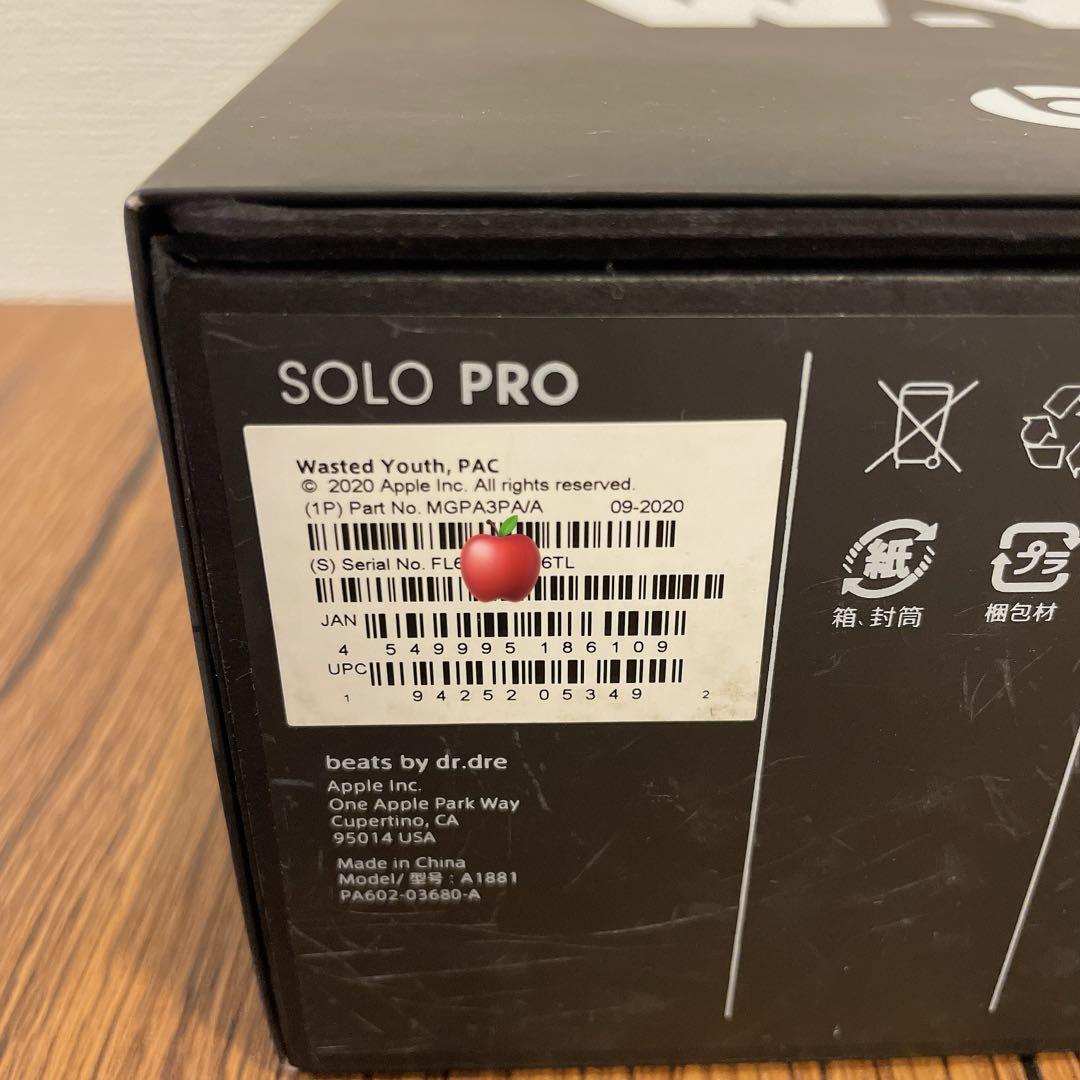 SOLO PRO
Wasted Youth, PAC
© 2020 Apple Inc. All rights reserved.
(1P) Part No. MGPA3PA/A 09-2020
(S) Serial No. FL6 6TL
JAN
4 549995 186109
UPC
1 94252 05349 2
beats by dr.dre
Apple Inc.
One Apple Park Way
Cupertino, CA
95014 USA
Made in China
Model/ 型号 : A1881
PA602-03680-A
紙
箱、封筒
プラ
梱包材